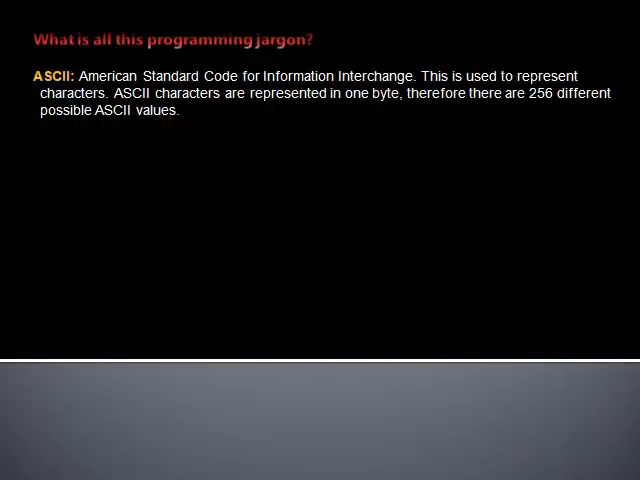 What is all this programming jargon?
ASCII: American Standard Code for Information Interchange. This is used to represent
characters. ASCII characters are represented in one byte, therefore there are 256 different
possible ASCII values.